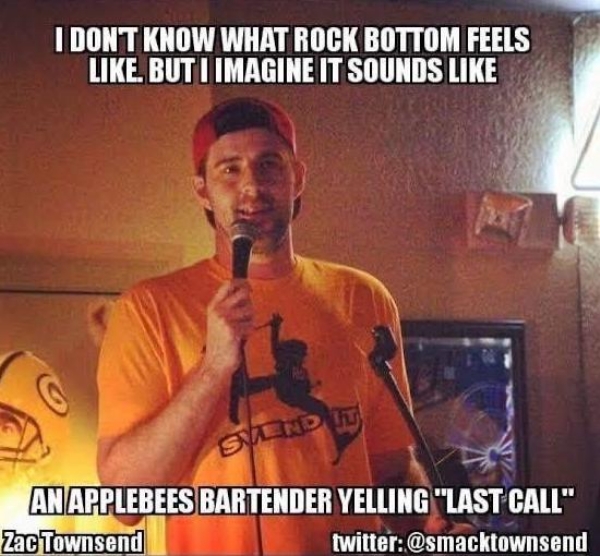 I DON'T KNOW WHAT ROCK BOTTOM FEELS
LIKE. BUT I IMAGINE IT SOUNDS LIKE
G
SVEND IT
AN APPLEBEES BARTENDER YELLING "LAST CALL"
Zac Townsend
twitter:@smacktownsend